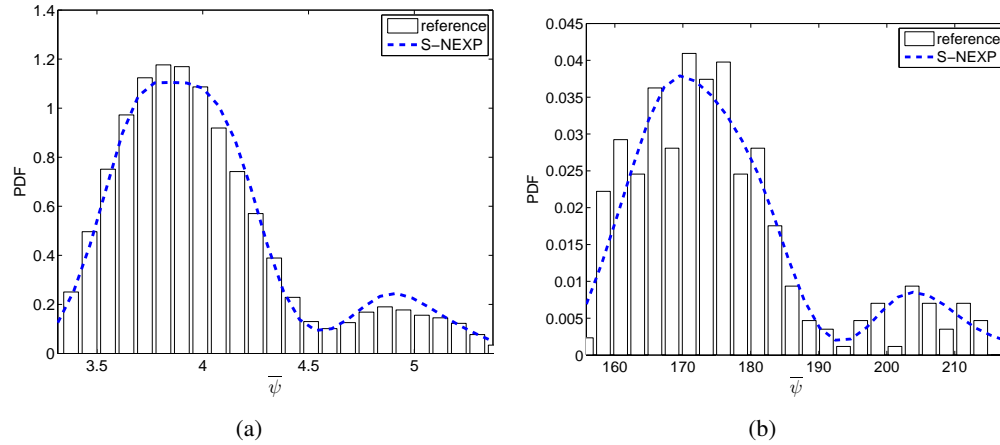 1.4
1.2
1
0.8
0.6
0.4
0.2
0
PDF
3.5 4 4.5 5
ψ̅
reference
S-NEXP
(a)
0.045
0.04
0.035
0.03
0.025
0.02
0.015
0.01
0.005
0
PDF
160 170 180 190 200 210
ψ̅
reference
S-NEXP
(b)